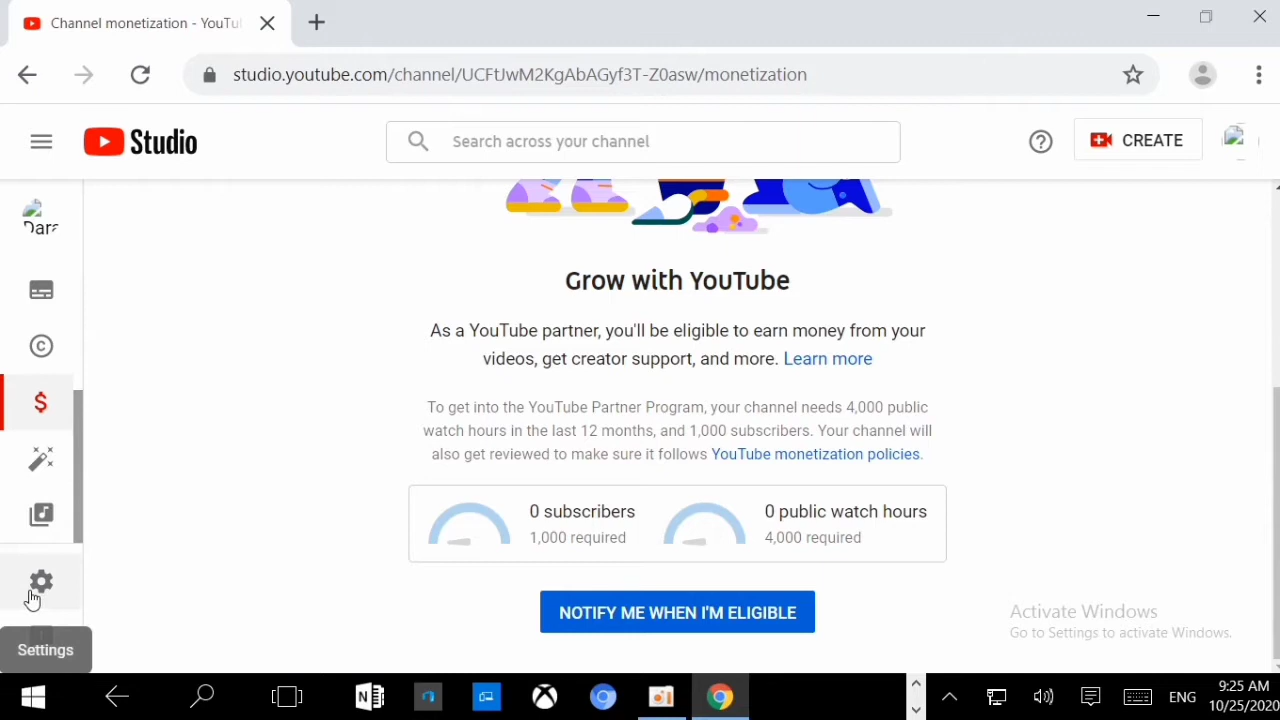 Channel monetization - YouTu
studio.youtube.com/channel/UCFtJwM2KgAbAGyf3T-Z0asw/monetization
Studio
Search across your channel
CREATE
Dara
Grow with YouTube
As a YouTube partner, you'll be eligible to earn money from your
videos, get creator support, and more. Learn more
To get into the YouTube Partner Program, your channel needs 4,000 public
watch hours in the last 12 months, and 1,000 subscribers. Your channel will
also get reviewed to make sure it follows YouTube monetization policies.
0 subscribers
1,000 required
0 public watch hours
4,000 required
NOTIFY ME WHEN I'M ELIGIBLE
Activate Windows
Go to Settings to activate Windows.
Settings
ENG
9:25 AM
10/25/2020